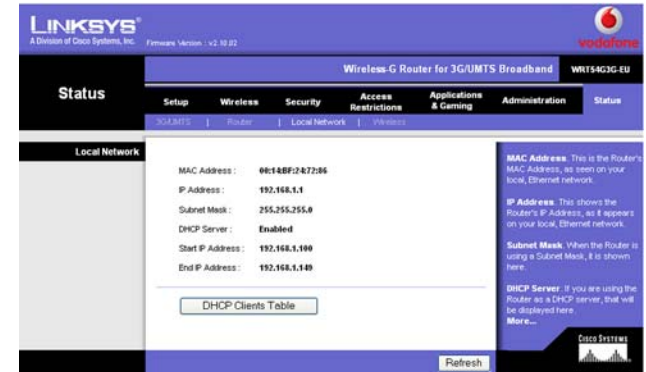 LINKSYS®
A Division of Cisco Systems, Inc.
Firmware Version : v2.10.02
vodafone
Wireless-G Router for 3G/UMTS Broadband WRT54G3G-EU
Status
Setup Wireless Security Access Restrictions Applications & Gaming Administration Status
3G/UMTS | Router | Local Network | Wireless
Local Network
MAC Address :
IP Address : 192.168.1.1
Subnet Mask : 255.255.255.0
DHCP Server : Enabled
Start IP Address : 192.168.1.100
End IP Address : 192.168.1.149
DHCP Clients Table
MAC Address. This is the Router's
MAC Address, as seen on your
local, Ethernet network.
IP Address. This shows the
Router's IP Address, as it appears
on your local, Ethernet network.
Subnet Mask. When the Router is
using a Subnet Mask, it is shown
here.
DHCP Server. If you are using the
Router as a DHCP server, that will
be displayed here.
More...
CISCO SYSTEMS
Refresh